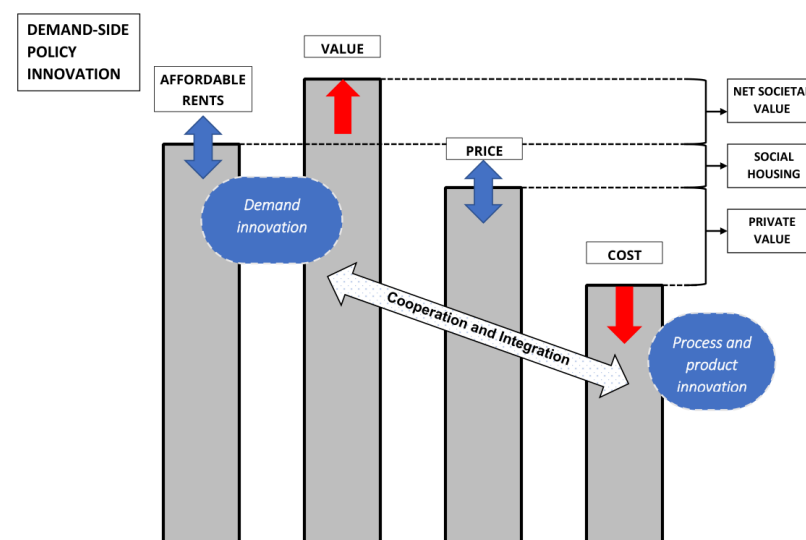 DEMAND-SIDE
POLICY
INNOVATION
VALUE
AFFORDABLE
RENTS
NET SOCIETAL
VALUE
PRICE
SOCIAL
HOUSING
Demand
innovation
PRIVATE
VALUE
COST
Cooperation and Integration
Process and
product
innovation